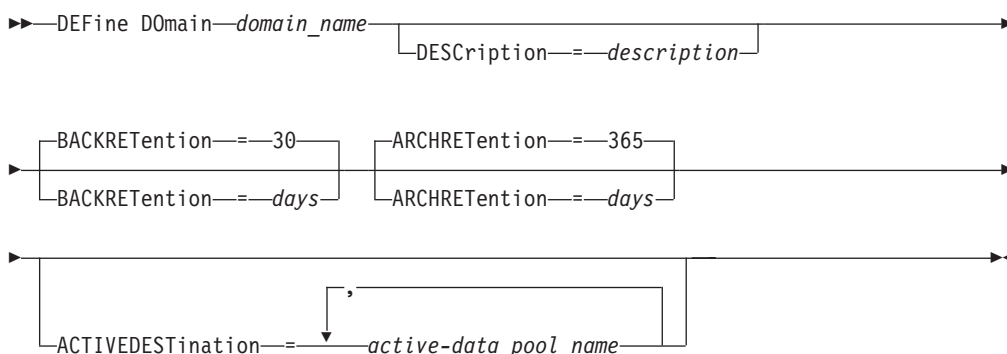 DEFine DOmain domain_name
DESCription = description
BACKRETention = 30 ARCHRETention = 365
BACKRETention = days ARCHRETention = days
,
ACTIVEDESTination = active-data pool name